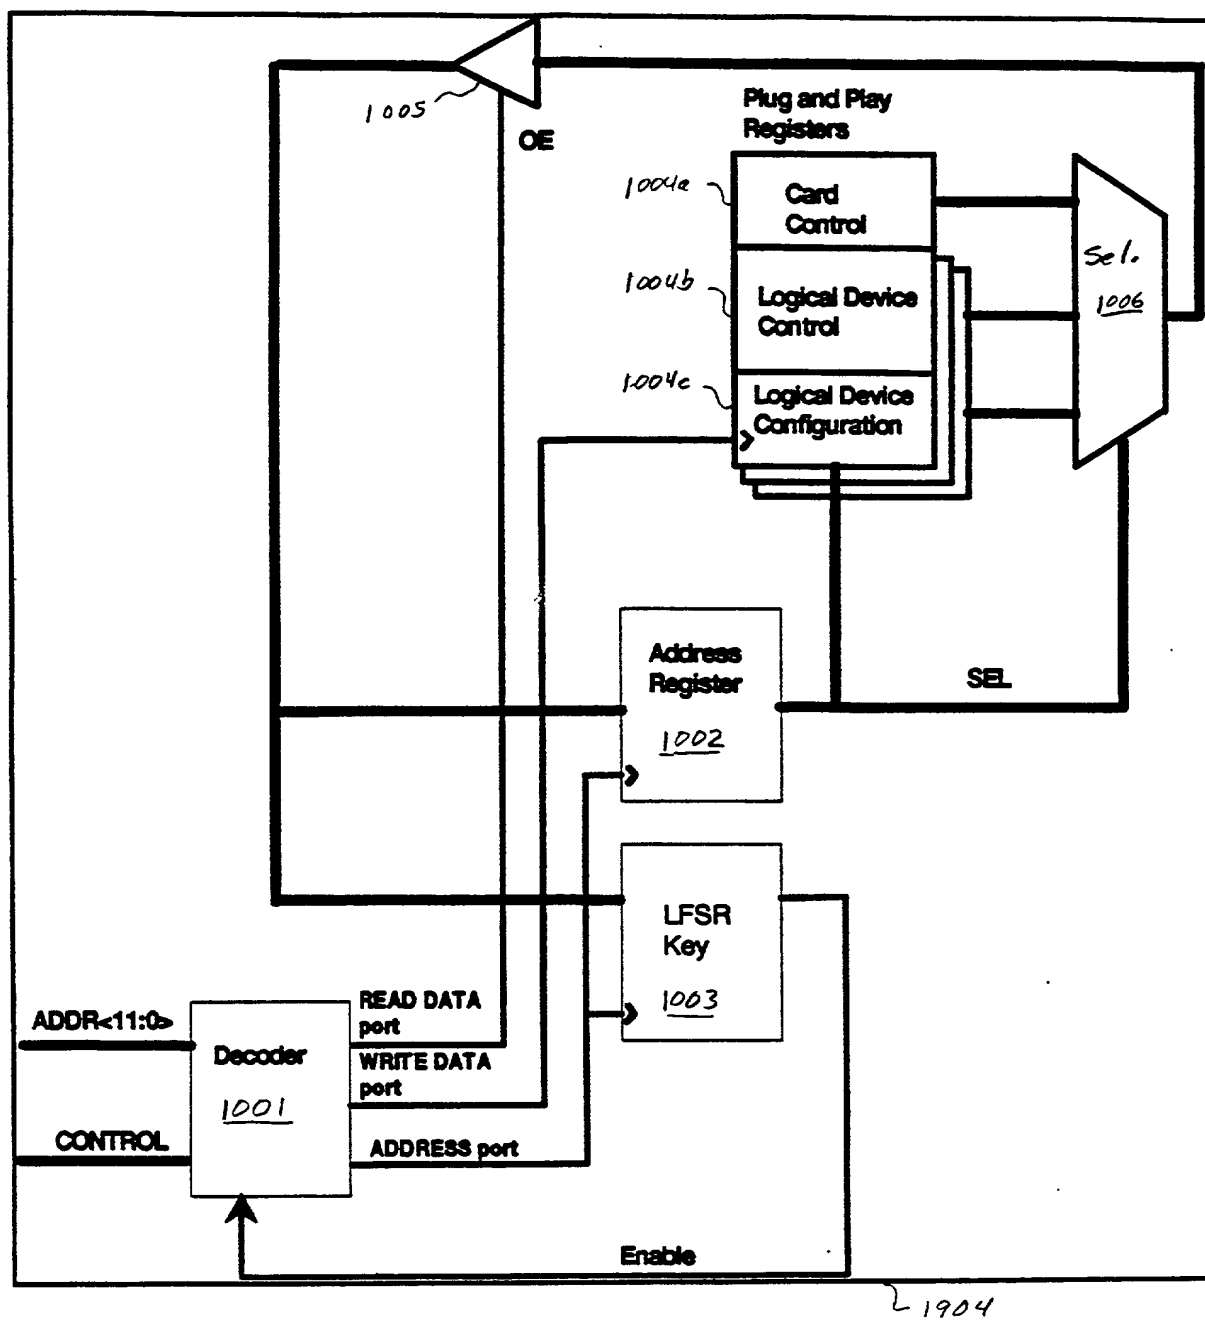 1005
OE
Plug and Play
Registers
1004a
Card
Control
1004b
Logical Device
Control
1004c
Logical Device
Configuration
Sel.
1006
Address
Register
1002
SEL
LFSR
Key
1003
ADDR<11:0>
CONTROL
Decoder
1001
READ DATA
port
WRITE DATA
port
ADDRESS port
Enable
1904